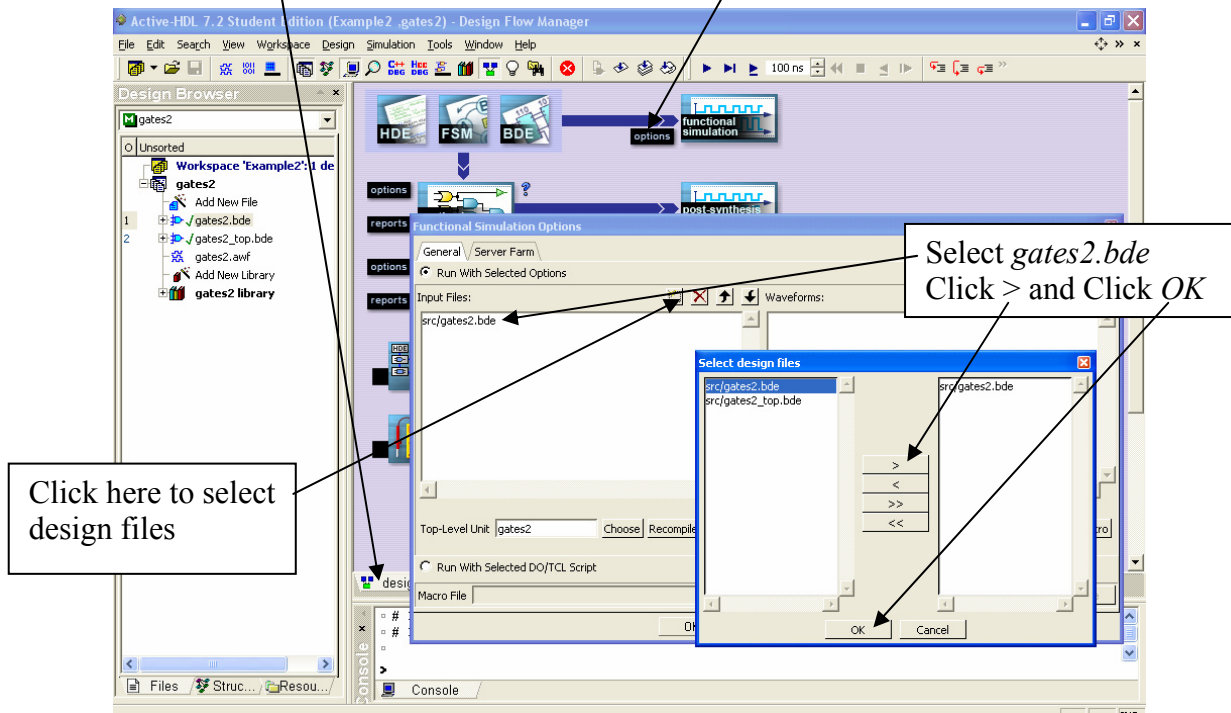 Active-HDL 7.2 Student Edition (Example2 ,gates2) - Design Flow Manager
File Edit Search View Workspace Design Simulation Tools Window Help
100 ns
Design Browser
gates2
O Unsorted
Workspace 'Example2': 1 de
gates2
Add New File
1 gates2.bde
2 gates2_top.bde
gates2.awf
Add New Library
gates2 library
Files Struc... Resou...
HDE FSM BDE
options
functional
simulation
options
reports
post-synthesis
options
reports
Functional Simulation Options
General Server Farm
Run With Selected Options
Input Files:
Waveforms:
src/gates2.bde
Top-Level Unit gates2 Choose Recompile
Run With Selected DO/TCL Script
Macro File
Select design files
src/gates2.bde
src/gates2_top.bde
>
<
>>
<<
src/gates2.bde
OK Cancel
Select gates2.bde
Click > and Click OK
Click here to select
design files
#
#
>
Console
Console